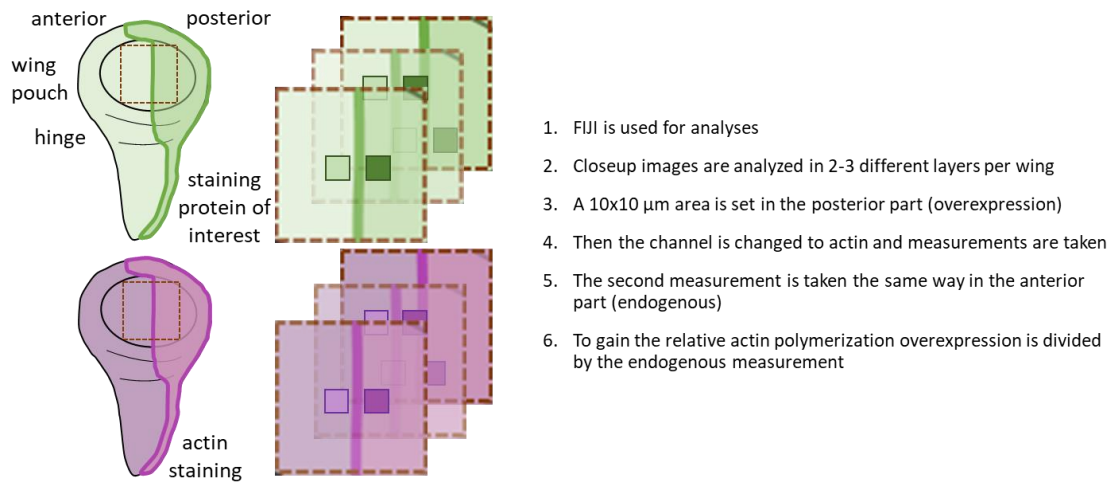 anterior
posterior
wing
pouch
hinge
staining
protein of
interest
actin
staining
1. FIJI is used for analyses
2. Closeup images are analyzed in 2-3 different layers per wing
3. A 10x10 µm area is set in the posterior part (overexpression)
4. Then the channel is changed to actin and measurements are taken
5. The second measurement is taken the same way in the anterior
part (endogenous)
6. To gain the relative actin polymerization overexpression is divided
by the endogenous measurement